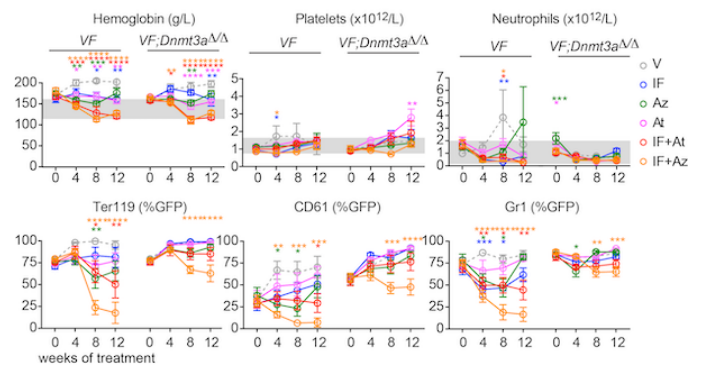 Hemoglobin (g/L) Platelets (x10¹²/L) Neutrophils (x10¹²/L)
VF VF;Dnmt3aΔ/Δ VF VF;Dnmt3aΔ/Δ VF VF;Dnmt3aΔ/Δ
200
150
100
50
0
0 4 8 12 0 4 8 12
5
4
3
2
1
0
0 4 8 12 0 4 8 12
7
6
5
4
3
2
1
0
0 4 8 12 0 4 8 12
V
IF
Az
At
IF+At
IF+Az
Ter119 (%GFP) CD61 (%GFP) Gr1 (%GFP)
100
75
50
25
0
0 4 8 12 0 4 8 12
100
75
50
25
0
0 4 8 12 0 4 8 12
100
75
50
25
0
0 4 8 12 0 4 8 12
weeks of treatment